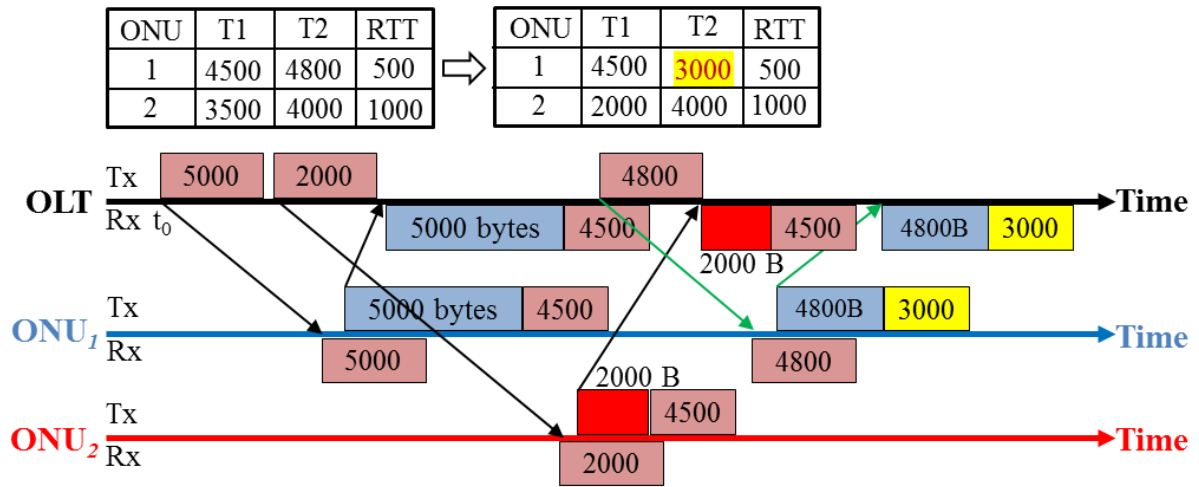 ONU T1 T2 RTT
1 4500 4800 500
2 3500 4000 1000
ONU T1 T2 RTT
1 4500 3000 500
2 2000 4000 1000
Tx 5000 2000 4800
OLT Time
Rx t0 5000 bytes 4500 4500 4800B 3000
2000 B
Tx 5000 bytes 4500 4800B 3000
ONU1 Time
Rx 5000 4800
2000 B
Tx 4500
ONU2 Time
Rx 2000